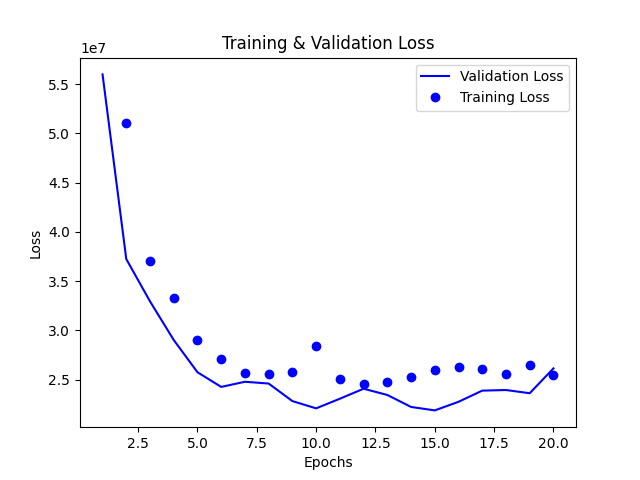 Training & Validation Loss
1e7
Validation Loss
Training Loss
5.5
5.0
4.5
4.0
3.5
3.0
2.5
Loss
2.5 5.0 7.5 10.0 12.5 15.0 17.5 20.0
Epochs